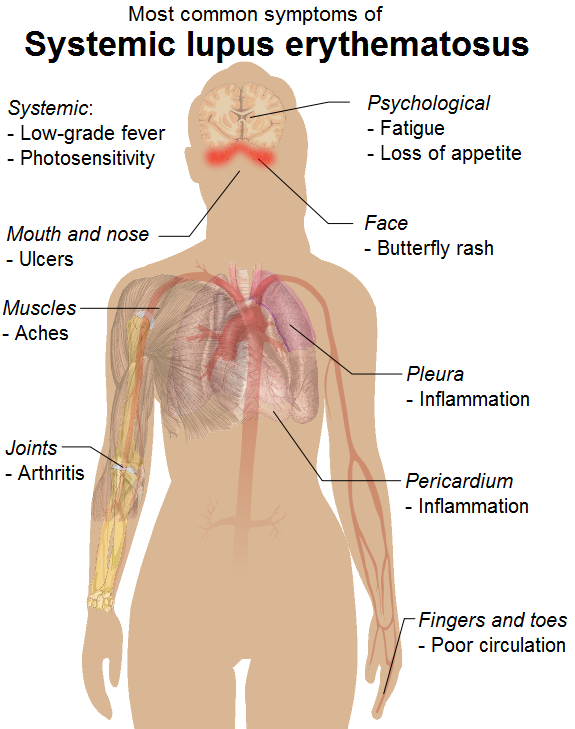 Most common symptoms of
Systemic lupus erythematosus
Systemic:
- Low-grade fever
- Photosensitivity
Psychological
- Fatigue
- Loss of appetite
Mouth and nose
- Ulcers
Face
- Butterfly rash
Muscles
- Aches
Pleura
- Inflammation
Joints
- Arthritis
Pericardium
- Inflammation
Fingers and toes
- Poor circulation